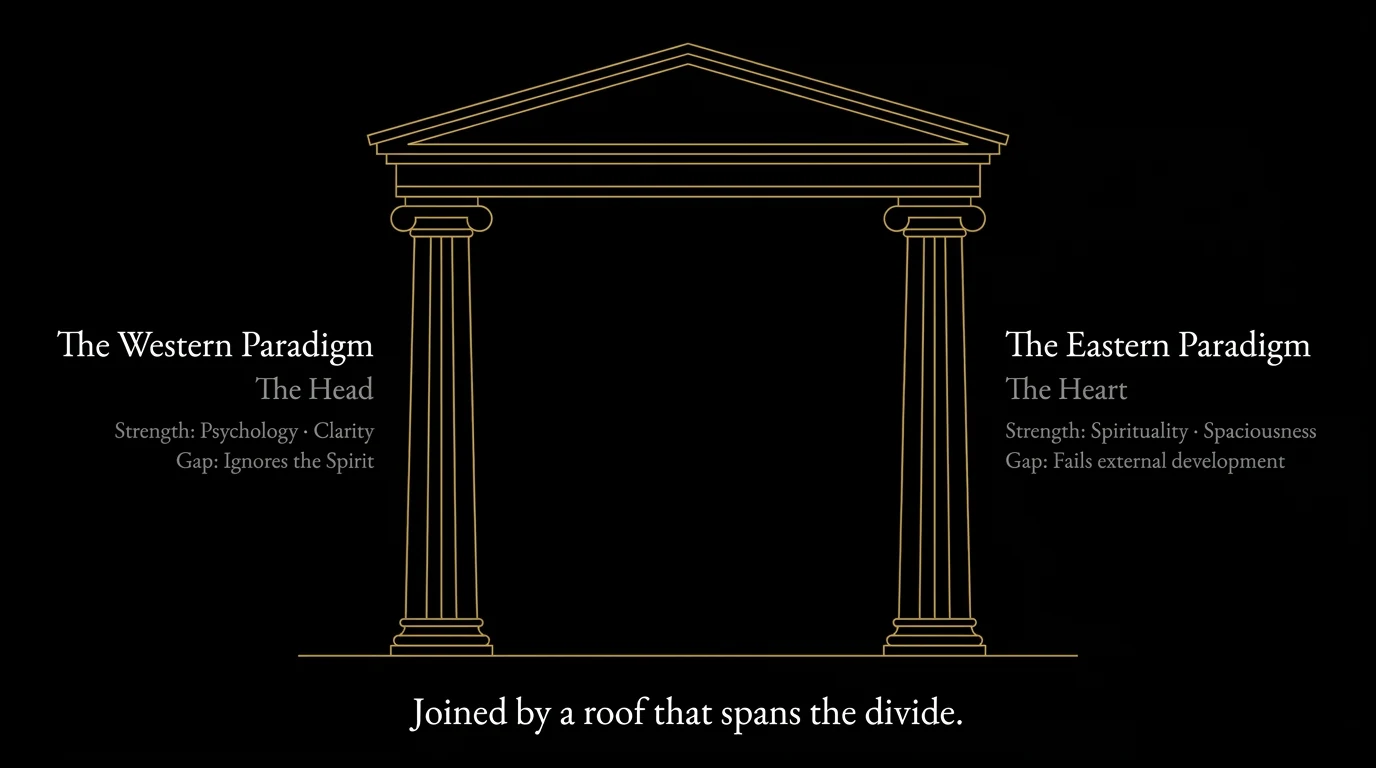 The Western Paradigm
The Head
Strength: Psychology · Clarity
Gap: Ignores the Spirit
The Eastern Paradigm
The Heart
Strength: Spirituality · Spaciousness
Gap: Fails external development
Joined by a roof that spans the divide.